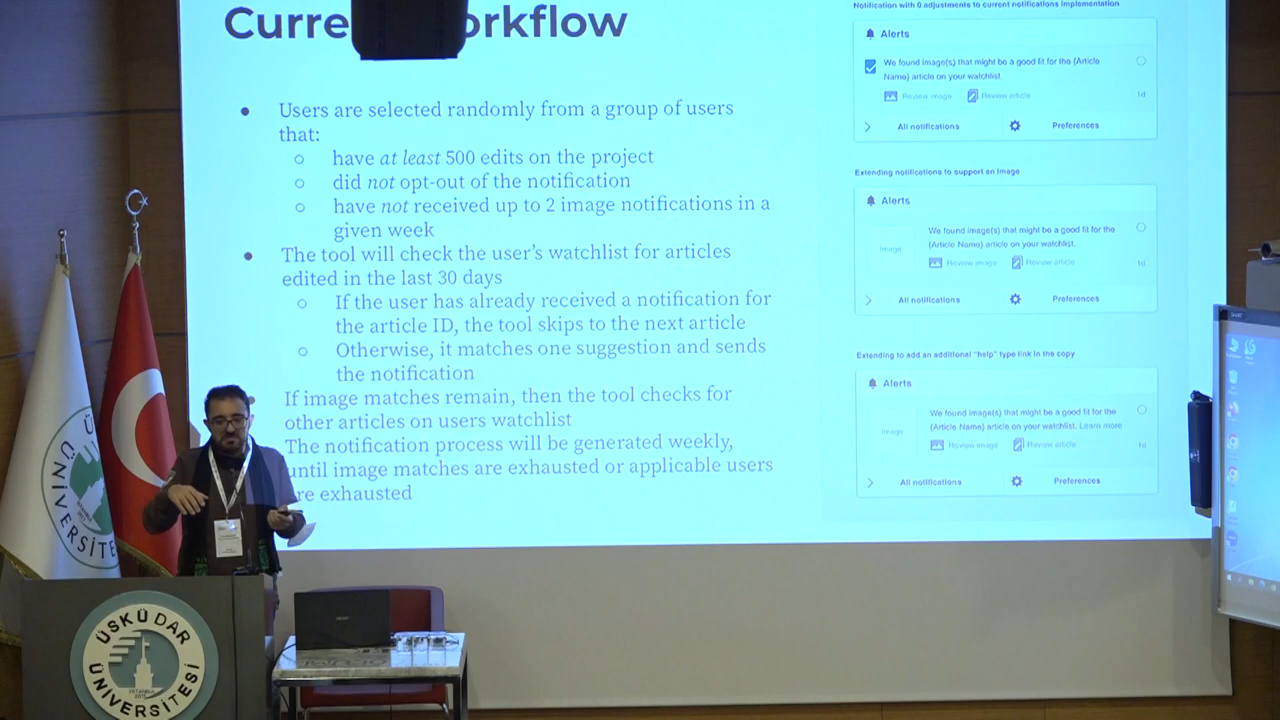 Curre orkflow
Users are selected randomly from a group of users
that:
have at least 500 edits on the project
did not opt-out of the notification
have not received up to 2 image notifications in a
given week
The tool will check the user's watchlist for articles
edited in the last 30 days
If the user has already received a notification for
the article ID, the tool skips to the next article
Otherwise, it matches one suggestion and sends
the notification
If image matches remain, then the tool checks for
other articles on users watchlist
The notification process will be generated weekly,
until image matches are exhausted or applicable users
re exhausted
Notification with 0 adjustments to current notifications implementation
Alerts
We found image(s) that might be a good fit for the (Article
Name) article on your watchlist.
Review image Review article 1d
All notifications Preferences
Extending notifications to support an image
Alerts
Image
We found image(s) that might be a good fit for the
(Article Name) article on your watchlist.
Review image Review article 1d
All notifications Preferences
Extending to add an additional "help" type link in the copy
Alerts
Image
We found image(s) that might be a good fit for the
(Article Name) article on your watchlist. Learn more
Review image Review article 1d
All notifications Preferences
ÜNİVERSİTE
ÜSKÜDAR
ÜNİVERSİTESİ
İSTANBUL
2011